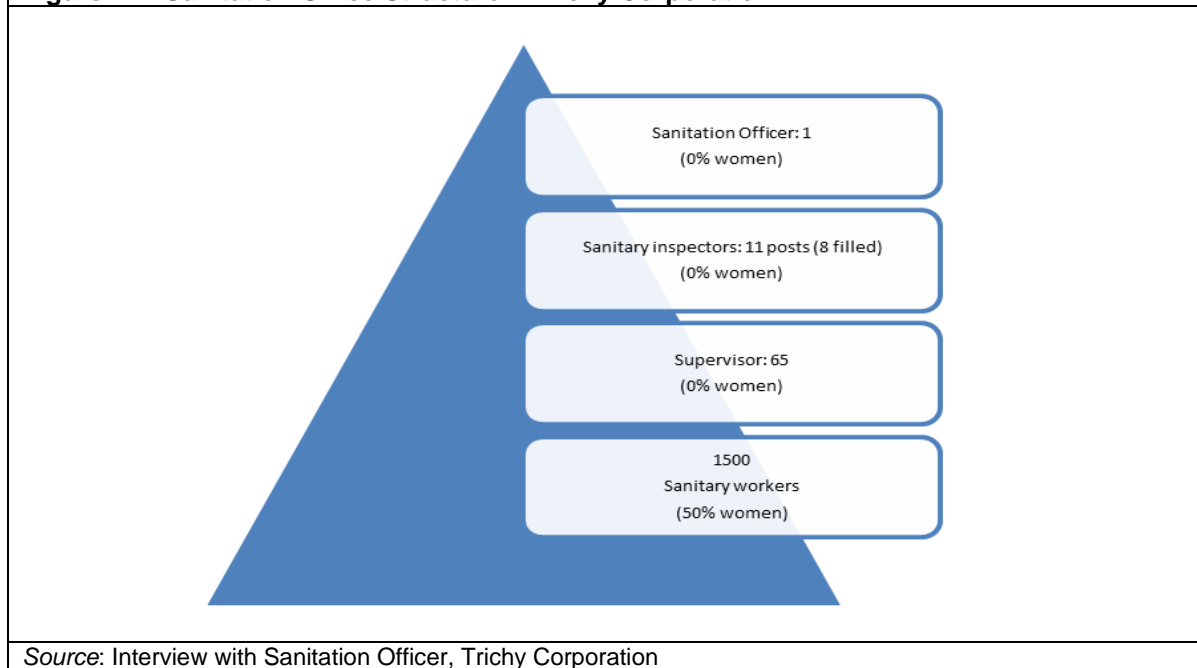 Sanitation Officer: 1
(0% women)
Sanitary inspectors: 11 posts (8 filled)
(0% women)
Supervisor: 65
(0% women)
1500
Sanitary workers
(50% women)
Source: Interview with Sanitation Officer, Trichy Corporation